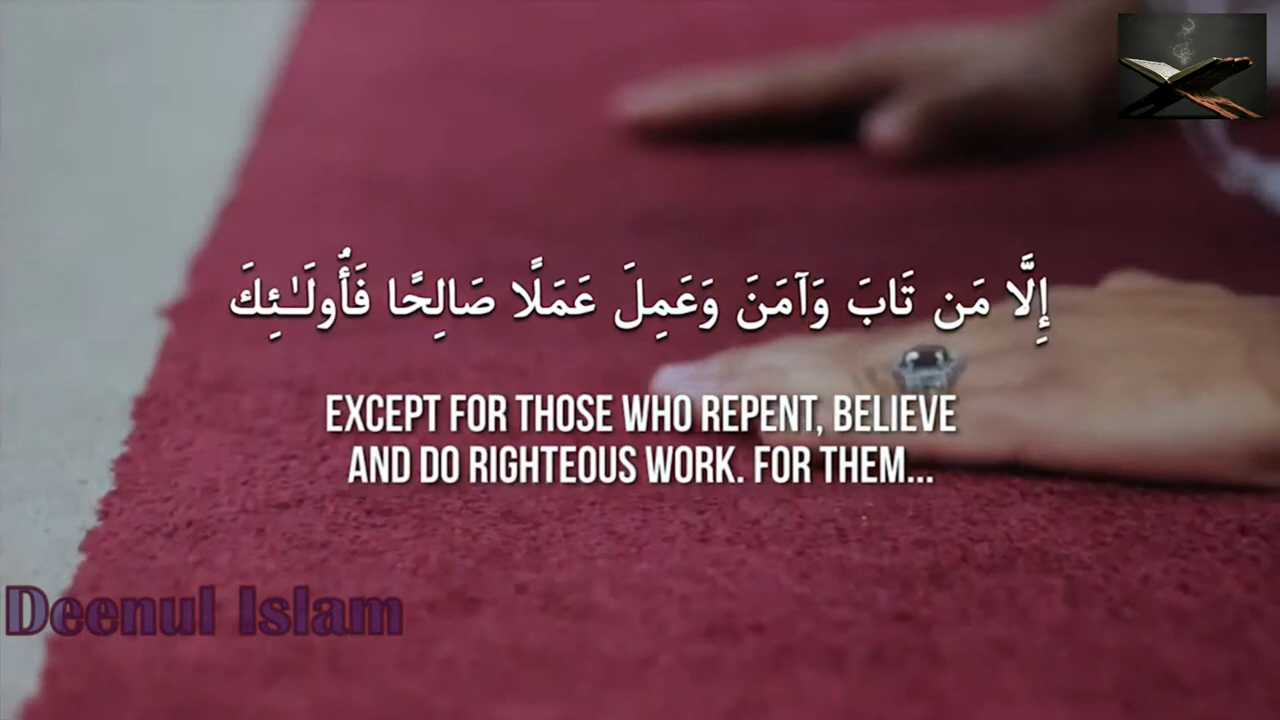 إِلَّا مَن تَابَ وَآمَنَ وَعَمِلَ عَمَلًا صَالِحًا فَأُولَـٰئِكَ
EXCEPT FOR THOSE WHO REPENT, BELIEVE
AND DO RIGHTEOUS WORK. FOR THEM...
Deenul Islam